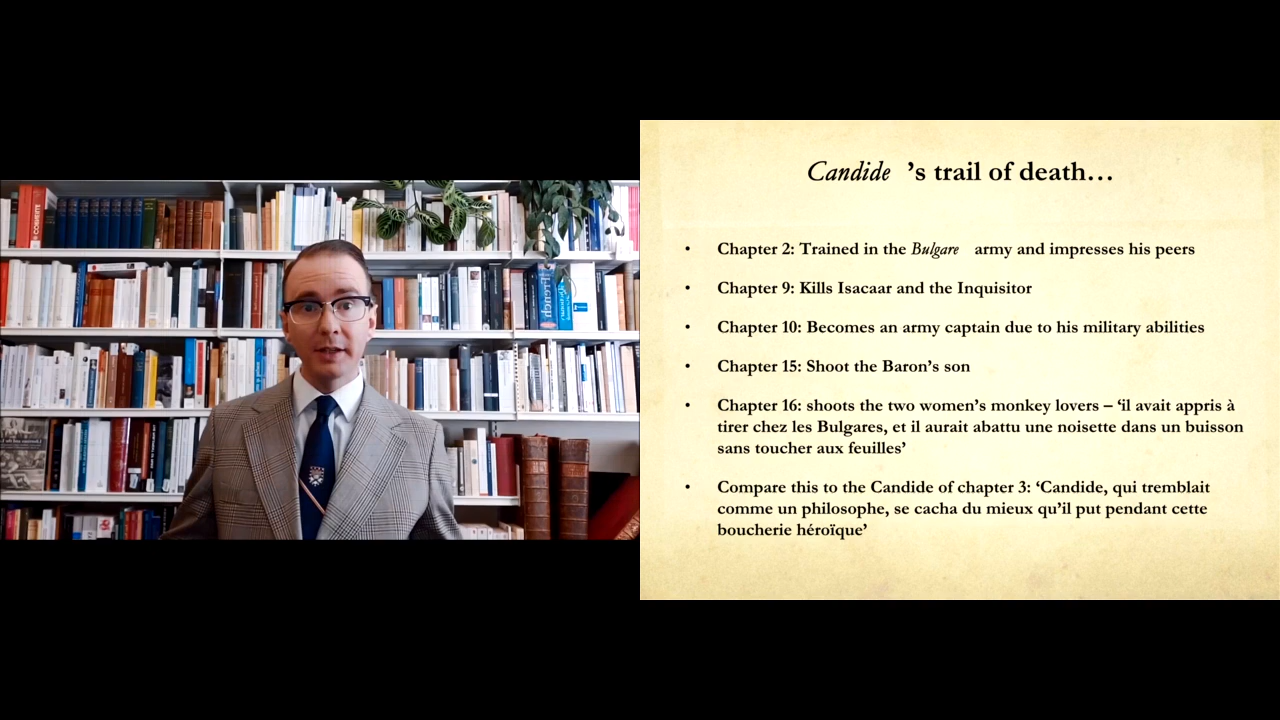 Candide 's trail of death…
• Chapter 2: Trained in the Bulgare army and impresses his peers
• Chapter 9: Kills Isacaar and the Inquisitor
• Chapter 10: Becomes an army captain due to his military abilities
• Chapter 15: Shoot the Baron’s son
• Chapter 16: shoots the two women’s monkey lovers – ‘il avait appris à
tirer chez les Bulgares, et il aurait abattu une noisette dans un buisson
sans toucher aux feuilles’
• Compare this to the Candide of chapter 3: ‘Candide, qui tremblait
comme un philosophe, se cacha du mieux qu’il put pendant cette
boucherie héroïque’